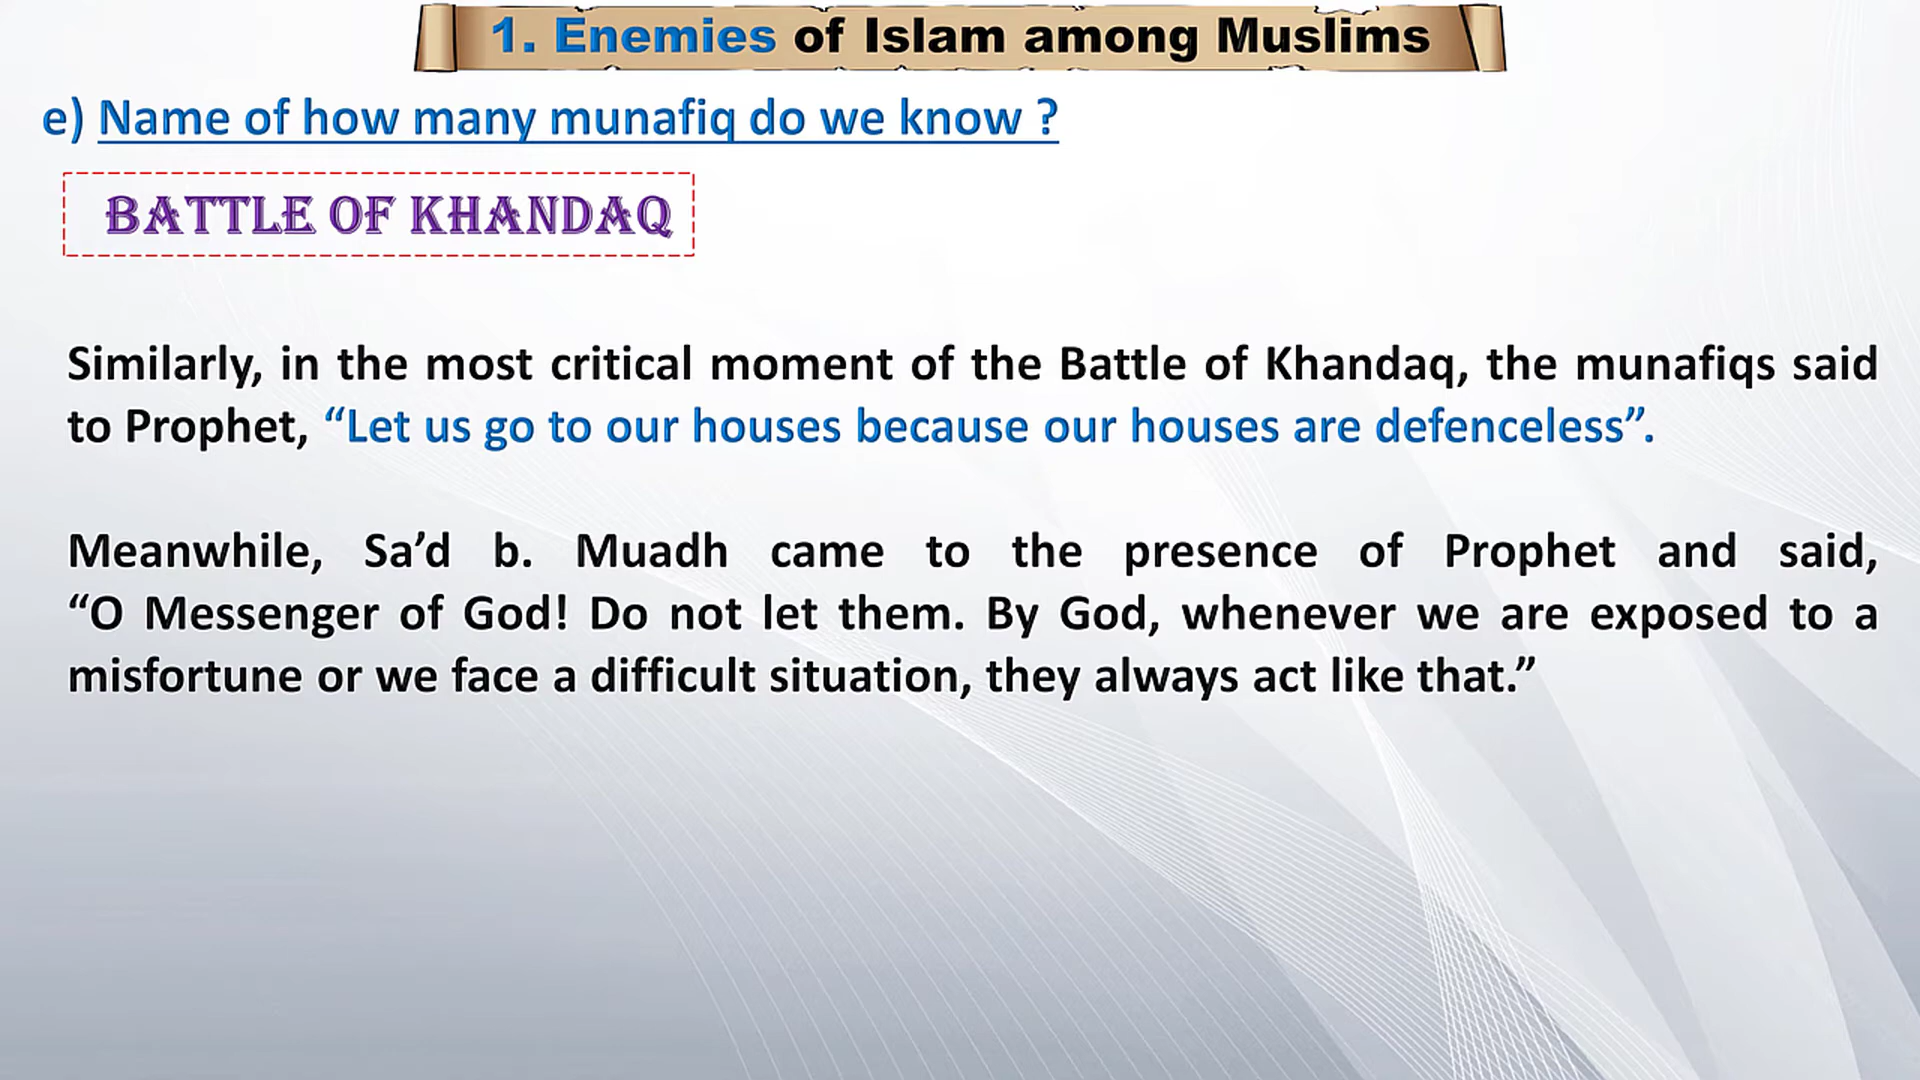 1. Enemies of Islam among Muslims
e) Name of how many munafiq do we know ?
BATTLE OF KHANDAQ
Similarly, in the most critical moment of the Battle of Khandaq, the munafiqs said
to Prophet, “Let us go to our houses because our houses are defenceless”.
Meanwhile, Sa’d b. Muadh came to the presence of Prophet and said,
“O Messenger of God! Do not let them. By God, whenever we are exposed to a
misfortune or we face a difficult situation, they always act like that.”